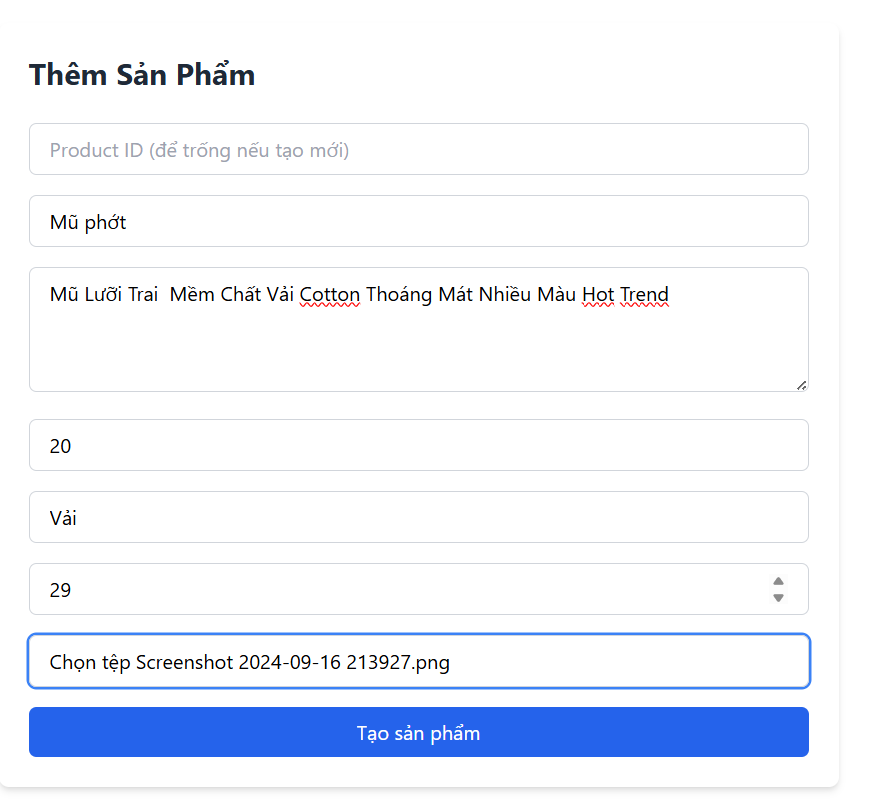 Thêm Sản Phẩm
Product ID (để trống nếu tạo mới)
Mũ phớt
Mũ Lưỡi Trai  Mềm Chất Vải Cotton Thoáng Mát Nhiều Màu Hot Trend
20
Vải
29
Chọn tệp Screenshot 2024-09-16 213927.png
Tạo sản phẩm